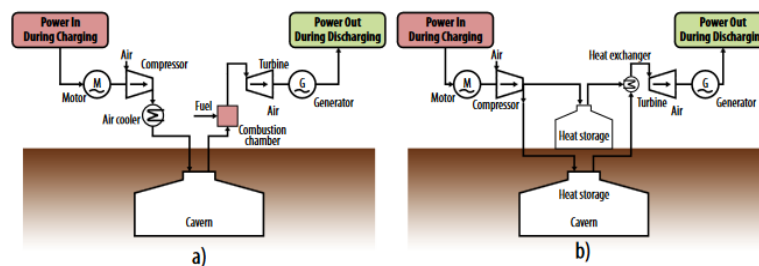 Power In
During Charging
Power Out
During Discharging
Air
Compressor
Turbine
M
G
Motor
Air
Generator
Fuel
Air cooler
Combustion
chamber
Cavern
a)
Power In
During Charging
Power Out
During Discharging
Air
Heat exchanger
M
G
Motor
Compressor
Turbine
Air
Generator
Heat storage
Heat storage
Cavern
b)